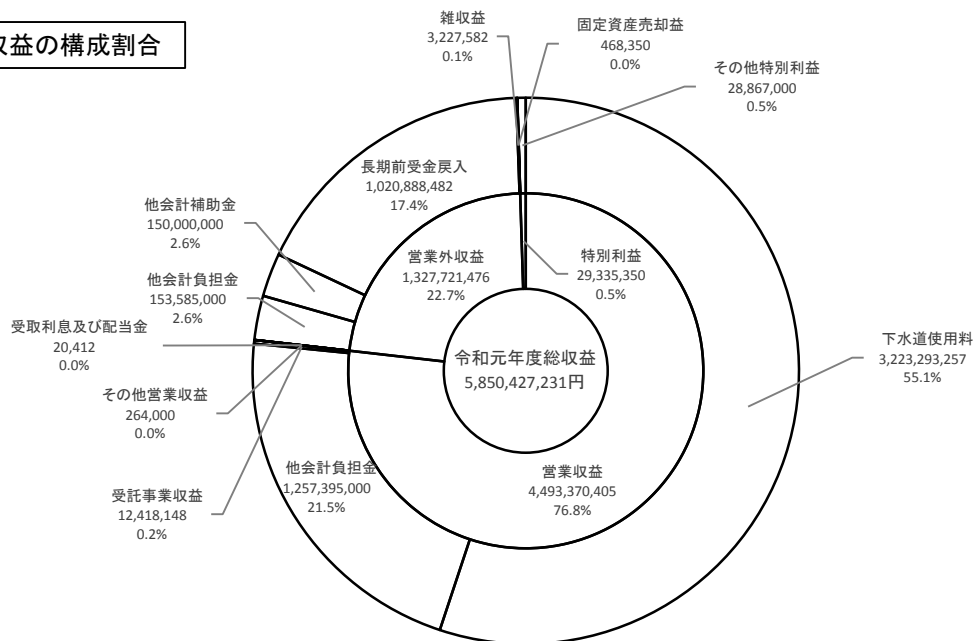 収益の構成割合
雑収益
3,227,582
0.1%
固定資産売却益
468,350
0.0%
その他特別利益
28,867,000
0.5%
長期前受金戻入
1,020,888,482
17.4%
他会計補助金
150,000,000
2.6%
営業外収益
1,327,721,476
22.7%
特別利益
29,335,350
0.5%
他会計負担金
153,585,000
2.6%
受取利息及び配当金
20,412
0.0%
令和元年度総収益
5,850,427,231円
下水道使用料
3,223,293,257
55.1%
その他営業収益
264,000
0.0%
他会計負担金
1,257,395,000
21.5%
営業収益
4,493,370,405
76.8%
受託事業収益
12,418,148
0.2%